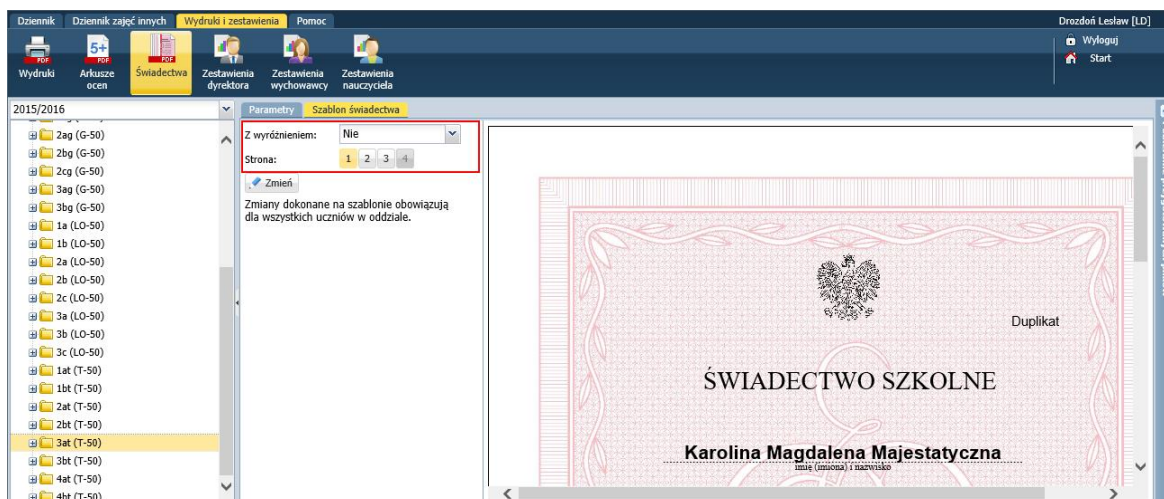 Dziennik Dziennik zajęć innych Wydruki i zestawienia Pomoc Drozdoń Lesław [LD]
PDF 5+ PDF PDF
Wydruki Arkusze ocen Świadectwa Zestawienia dyrektora Zestawienia wychowawcy Zestawienia nauczyciela
Wyloguj
Start
2015/2016
2ag (G-50)
2bg (G-50)
2cg (G-50)
3ag (G-50)
3bg (G-50)
1a (LO-50)
1b (LO-50)
2a (LO-50)
2b (LO-50)
2c (LO-50)
3a (LO-50)
3b (LO-50)
3c (LO-50)
1at (T-50)
1bt (T-50)
2at (T-50)
2bt (T-50)
3at (T-50)
3bt (T-50)
4at (T-50)
4bt (T-50)
Parametry Szablon świadectwa
Z wyróżnieniem: Nie
Strona: 1 2 3 4
Zmień
Zmiany dokonane na szablonie obowiązują
dla wszystkich uczniów w oddziale.
Duplikat
ŚWIADECTWO SZKOLNE
Karolina Magdalena Majestatyczna
imię (imiona) i nazwisko